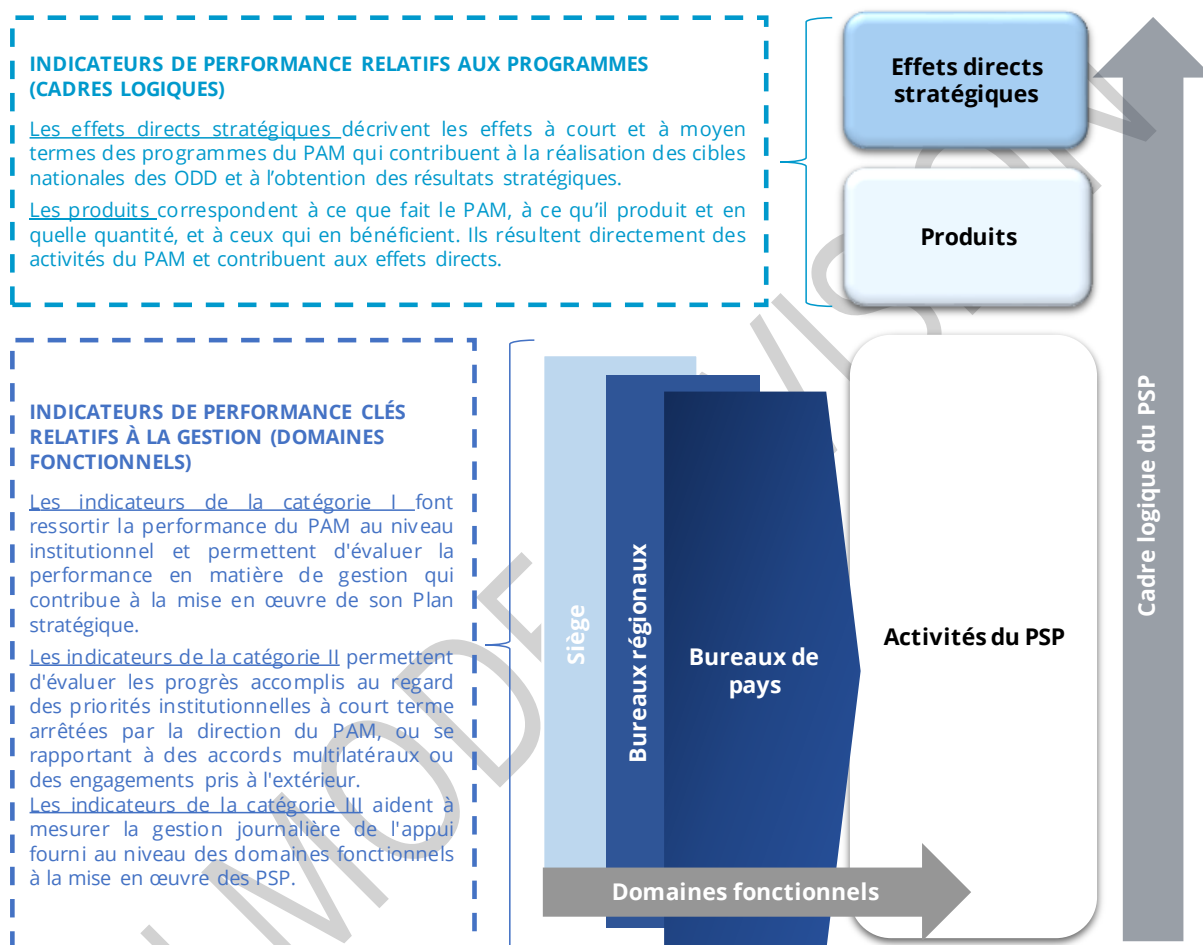 INDICATEURS DE PERFORMANCE RELATIFS AUX PROGRAMMES
(CADRES LOGIQUES)
Les effets directs stratégiques décrivent les effets à court et à moyen
termes des programmes du PAM qui contribuent à la réalisation des cibles
nationales des ODD et à l'obtention des résultats stratégiques.
Les produits correspondent à ce que fait le PAM, à ce qu'il produit et en
quelle quantité, et à ceux qui en bénéficient. Ils résultent directement des
activités du PAM et contribuent aux effets directs.
Effets directs
stratégiques
Produits
INDICATEURS DE PERFORMANCE CLÉS
RELATIFS À LA GESTION (DOMAINES
FONCTIONNELS)
Les indicateurs de la catégorie I font
ressortir la performance du PAM au niveau
institutionnel et permettent d'évaluer la
performance en matière de gestion qui
contribue à la mise en œuvre de son Plan
stratégique.
Les indicateurs de la catégorie II permettent
d'évaluer les progrès accomplis au regard
des priorités institutionnelles à court terme
arrêtées par la direction du PAM, ou se
rapportant à des accords multilatéraux ou
des engagements pris à l'extérieur.
Les indicateurs de la catégorie III aident à
mesurer la gestion journalière de l'appui
fourni au niveau des domaines fonctionnels
à la mise en œuvre des PSP.
Siège
Bureaux régionaux
Bureaux de
pays
Activités du PSP
Domaines fonctionnels
Cadre logique du PSP